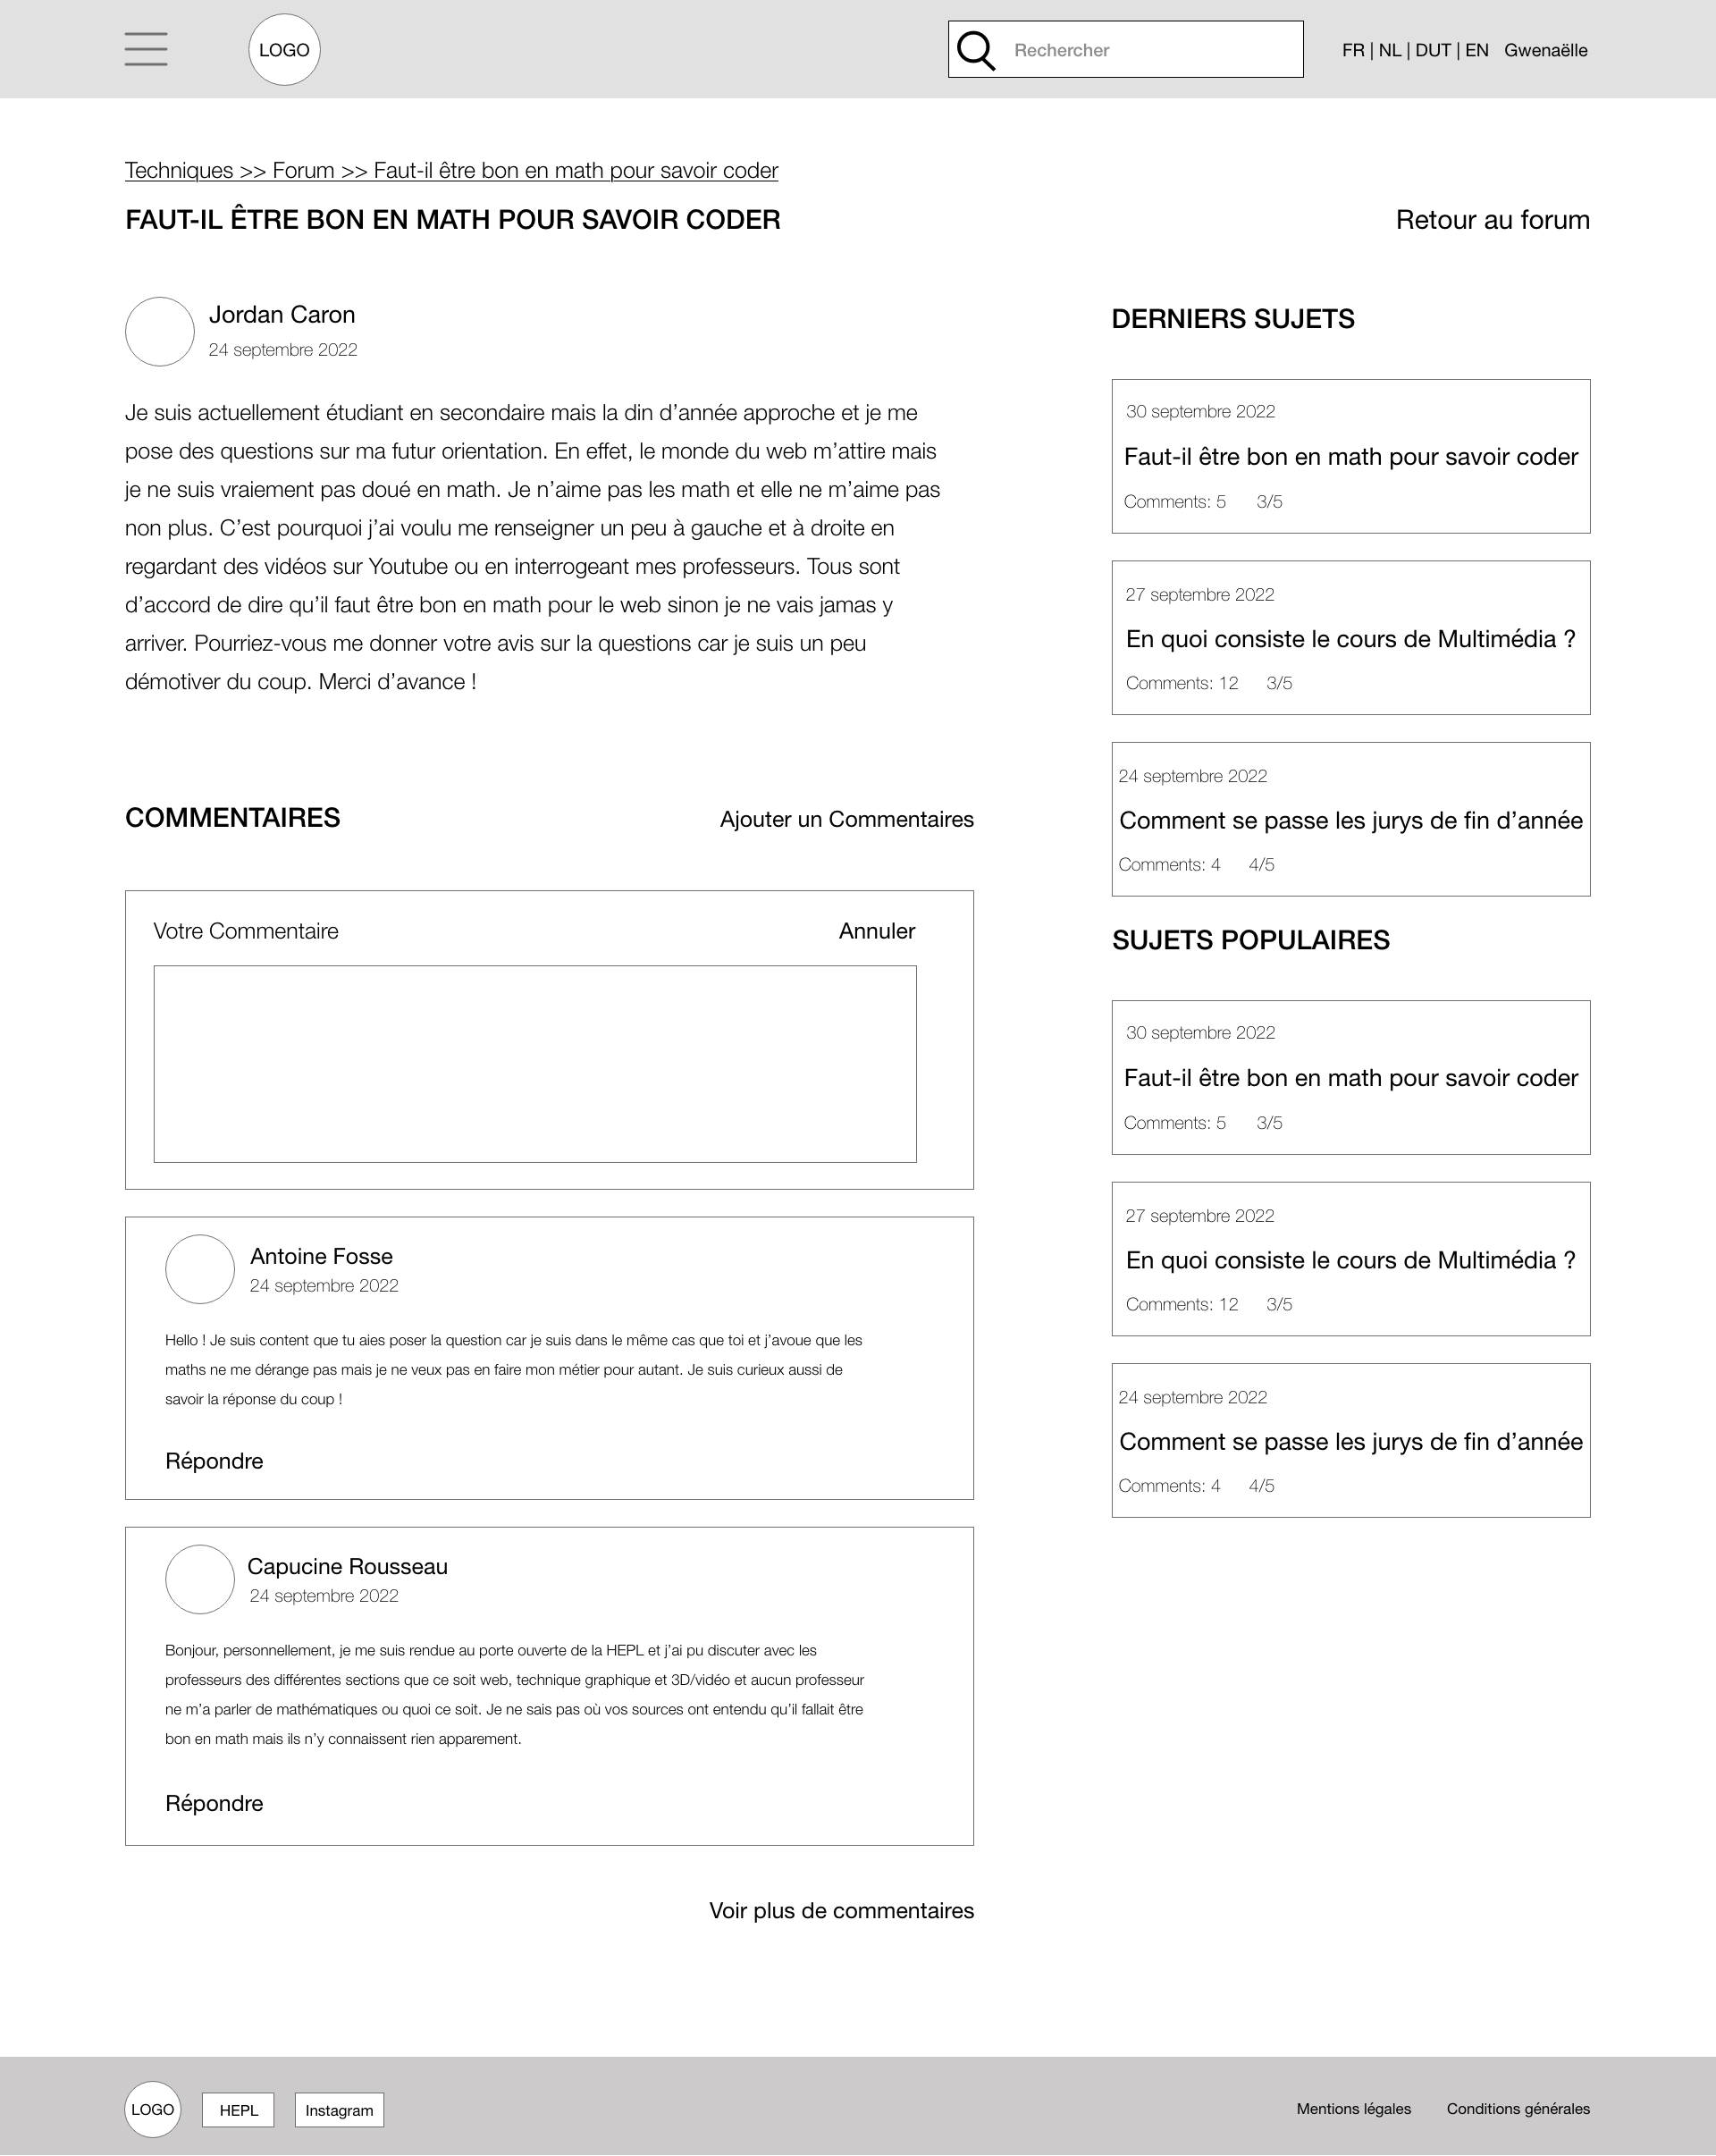 LOGO
Rechercher
FR | NL | DUT | EN Gwenaëlle
Techniques >> Forum >> Faut-il être bon en math pour savoir coder
FAUT-IL ÊTRE BON EN MATH POUR SAVOIR CODER
Retour au forum
Jordan Caron
24 septembre 2022
Je suis actuellement étudiant en secondaire mais la din d’année approche et je me
pose des questions sur ma futur orientation. En effet, le monde du web m’attire mais
je ne suis vraiement pas doué en math. Je n’aime pas les math et elle ne m’aime pas
non plus. C’est pourquoi j’ai voulu me renseigner un peu à gauche et à droite en
regardant des vidéos sur Youtube ou en interrogeant mes professeurs. Tous sont
d’accord de dire qu’il faut être bon en math pour le web sinon je ne vais jamas y
arriver. Pourriez-vous me donner votre avis sur la questions car je suis un peu
démotiver du coup. Merci d’avance !
COMMENTAIRES
Ajouter un Commentaires
Votre Commentaire
Annuler
Antoine Fosse
24 septembre 2022
Hello ! Je suis content que tu aies poser la question car je suis dans le même cas que toi et j’avoue que les
maths ne me dérange pas mais je ne veux pas en faire mon métier pour autant. Je suis curieux aussi de
savoir la réponse du coup !
Répondre
Capucine Rousseau
24 septembre 2022
Bonjour, personnellement, je me suis rendue au porte ouverte de la HEPL et j’ai pu discuter avec les
professeurs des différentes sections que ce soit web, technique graphique et 3D/vidéo et aucun professeur
ne m’a parler de mathématiques ou quoi ce soit. Je ne sais pas où vos sources ont entendu qu’il fallait être
bon en math mais ils n’y connaissent rien apparement.
Répondre
Voir plus de commentaires
DERNIERS SUJETS
30 septembre 2022
Faut-il être bon en math pour savoir coder
Comments: 5 3/5
27 septembre 2022
En quoi consiste le cours de Multimédia ?
Comments: 12 3/5
24 septembre 2022
Comment se passe les jurys de fin d’année
Comments: 4 4/5
SUJETS POPULAIRES
30 septembre 2022
Faut-il être bon en math pour savoir coder
Comments: 5 3/5
27 septembre 2022
En quoi consiste le cours de Multimédia ?
Comments: 12 3/5
24 septembre 2022
Comment se passe les jurys de fin d’année
Comments: 4 4/5
LOGO
HEPL
Instagram
Mentions légales
Conditions générales